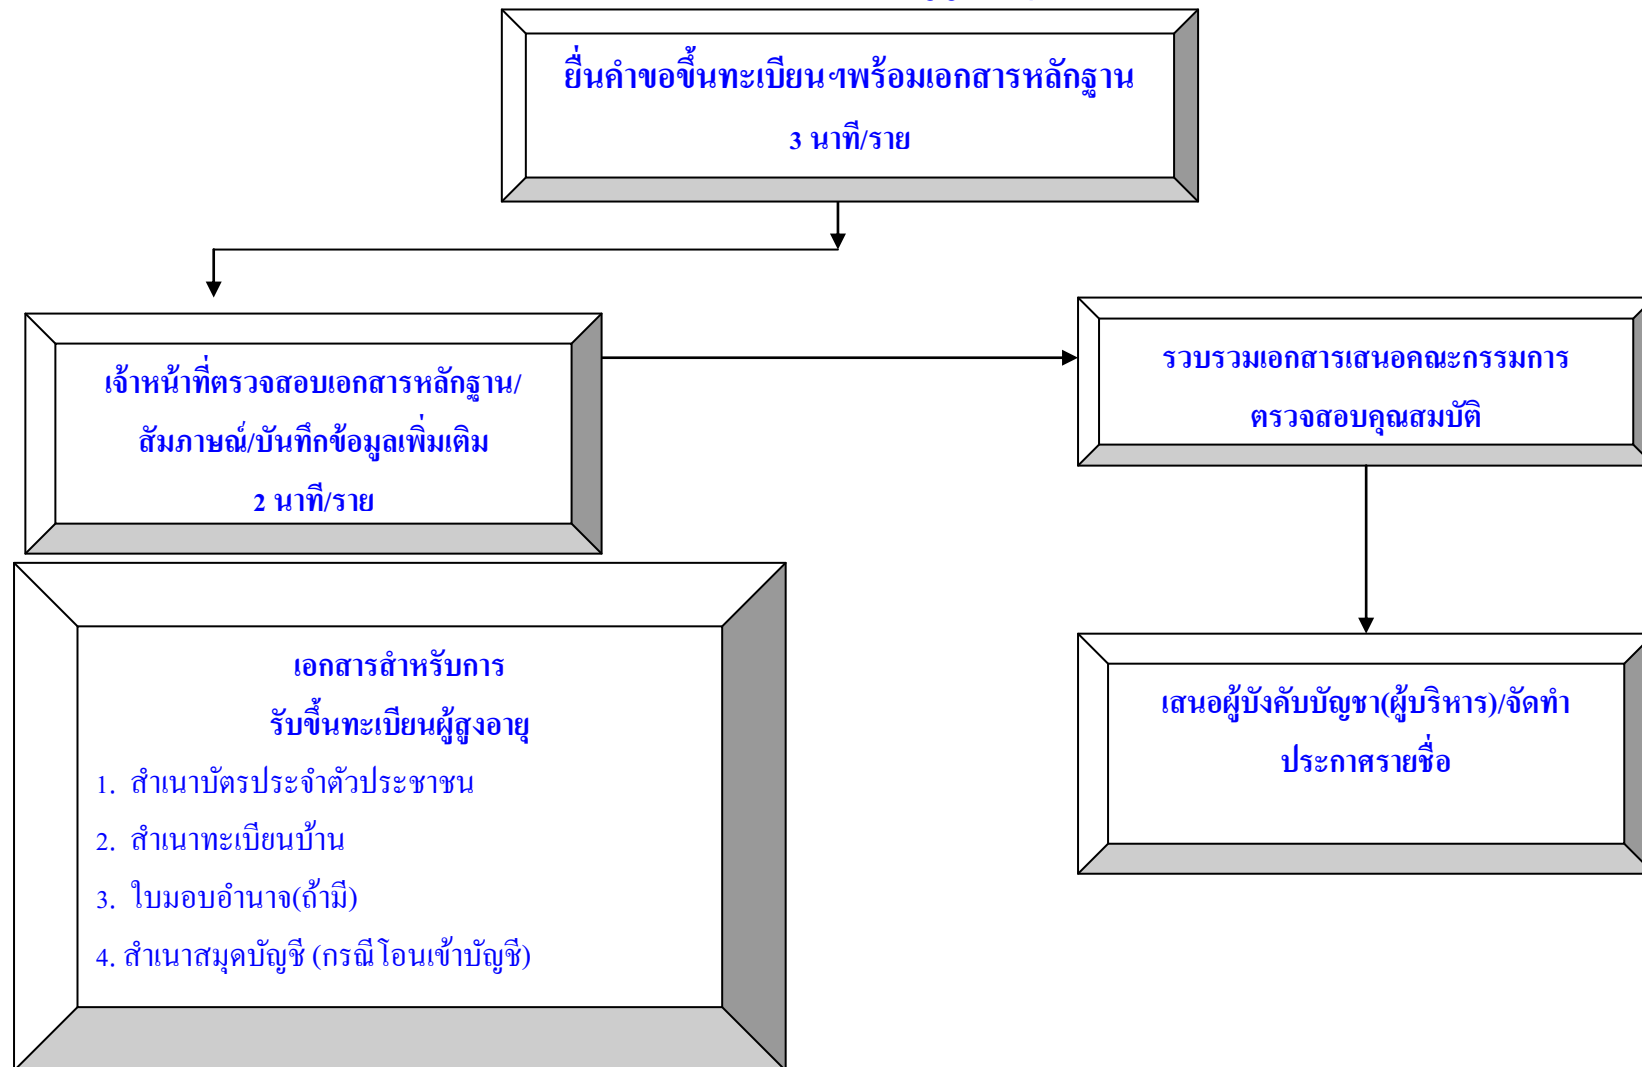 ยื่นคำขอขึ้นทะเบียนฯพร้อมเอกสารหลักฐาน
3 นาที/ราย
เจ้าหน้าที่ตรวจสอบเอกสารหลักฐาน/
สัมภาษณ์/บันทึกข้อมูลเพิ่มเติม
2 นาที/ราย
รวบรวมเอกสารเสนอคณะกรรมการ
ตรวจสอบคุณสมบัติ
เอกสารสำหรับการ
รับขึ้นทะเบียนผู้สูงอายุ
1. สำเนาบัตรประจำตัวประชาชน
2. สำเนาทะเบียนบ้าน
3. ใบมอบอำนาจ(ถ้ามี)
4. สำเนาสมุดบัญชี (กรณีโอนเข้าบัญชี)
เสนอผู้บังคับบัญชา(ผู้บริหาร)/จัดทำ
ประกาศรายชื่อ